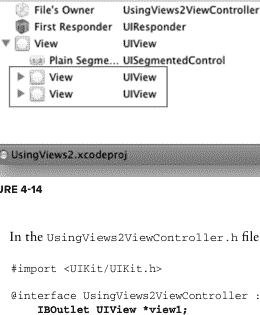 File's Owner UsingViews2ViewController
First Responder UIResponder
View UIView
Plain Segme... UISegmentedControl
View UIView
View UIView
UsingViews2.xcodeproj
URE 4-14
In the UsingViews2ViewController.h file
#import <UIKit/UIKit.h>
@interface UsingViews2ViewController :
IBOutlet UIView *view1;